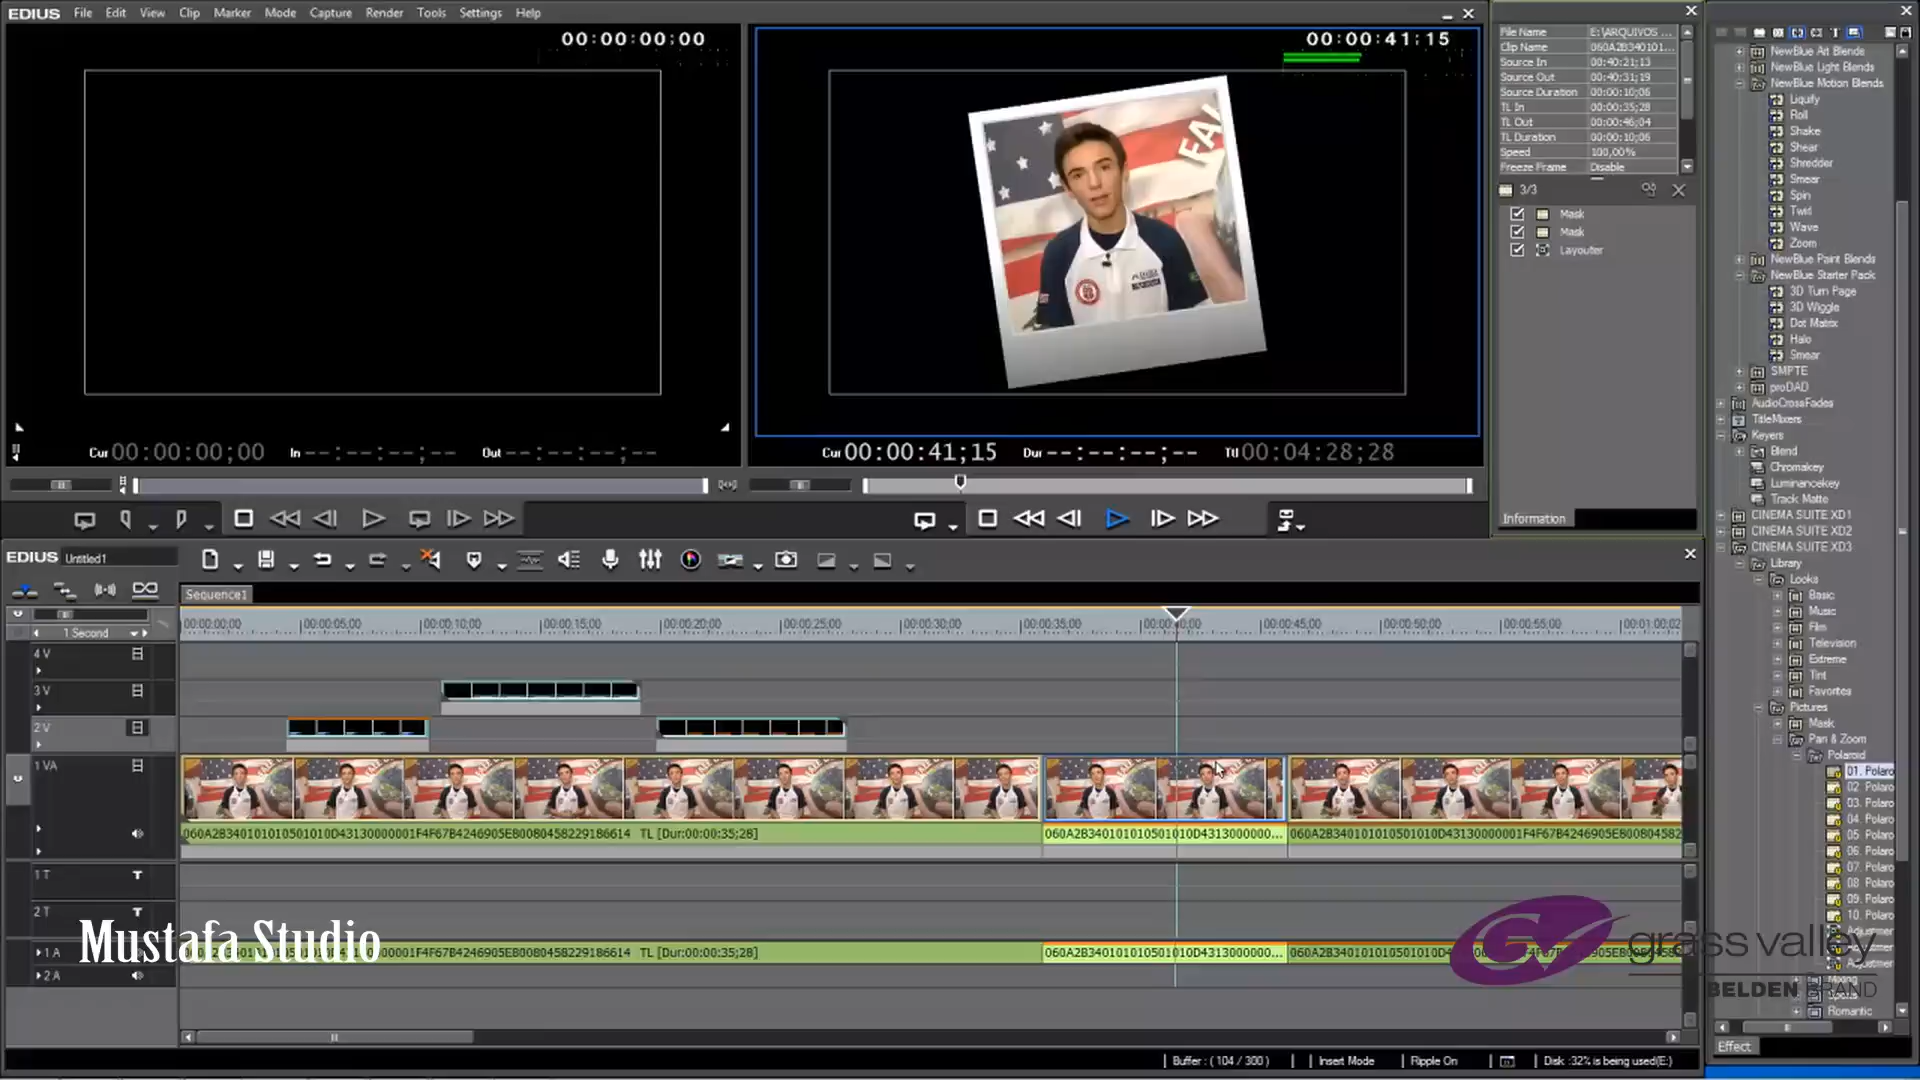 EDIUS File Edit View Clip Marker Mode Capture Render Tools Settings Help
00:00:00:00
00:00:41:15
FAL
Cur 00:00:00;00 In --:--:--;-- Out --:--:--;--
Cur 00:00:41;15 Dur --:--:--;-- Ttl 00:04:28;28
File Name E:\ARQUIVOS ...
Clip Name 060A2B340101...
Source In 00:40:21;13
Source Out 00:40:31;19
Source Duration 00:00:10;06
TL In 00:00:35;28
TL Out 00:00:46;04
TL Duration 00:00:10;06
Speed 100,00%
Freeze Frame Disable
3/3
Mask
Mask
Layouter
Information
NewBlue Art Blends
NewBlue Light Blends
NewBlue Motion Blends
Liquify
Roll
Shake
Shear
Shredder
Smear
Spin
Twirl
Wave
Zoom
NewBlue Paint Blends
NewBlue Starter Pack
3D Turn Page
3D Wiggle
Dot Matrix
Halo
Smear
SMPTE
proDAD
AudioCrossFades
TitleMixers
Keyers
Blend
Chromakey
Luminancekey
Track Matte
CINEMA SUITE XD1
CINEMA SUITE XD2
CINEMA SUITE XD3
Library
Looks
Basic
Music
Film
Television
Extreme
Tint
Favorites
Pictures
Mask
Pan & Zoom
Polaroid
01. Polaro
02. Polaro
03. Polaro
04. Polaro
05. Polaro
06. Polaro
07. Polaro
08. Polaro
09. Polaro
10. Polaro
Adjustmer
Romantic
Effect
EDIUS Untitled1
Sequence1
1 Second
00:00:00;00 00:00:05;00 00:00:10;00 00:00:15;00 00:00:20;00 00:00:25;00 00:00:30;00 00:00:35;00 00:00:45;00 00:00:50;00 00:00:55;00 00:01:00;02
4 V
3 V
2 V
1 VA
060A2B340101010501010D43130000001F4F67B4246905E80080458229186614 TL [Dur:00:00:35;28] 060A2B340101010501010D4313000000... 060A2B340101010501010D43130000001F4F67B4246905E800804582
1 T T
2 T T
1 A 060A2B340101010501010D4313000000...
2 A
Mustafa Studio
grass valley
BELDEN BRAND
Buffer : ( 104 / 300 ) Insert Mode Ripple On Disk :32% is being used(E:)